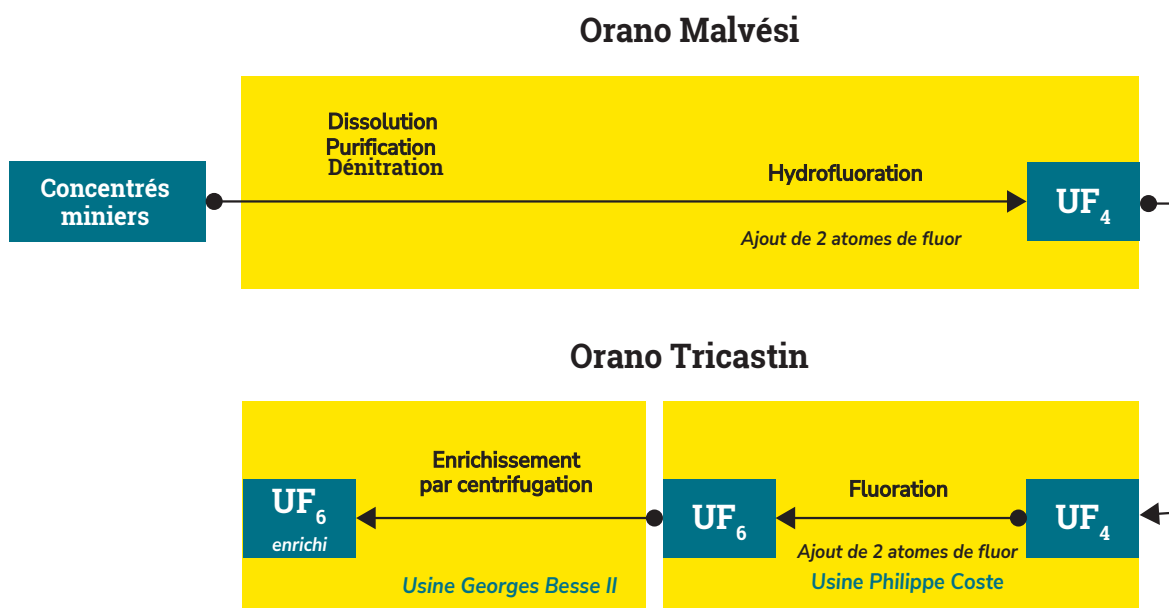 Orano Malvési
Dissolution
Purification
Dénitration
Concentrés
miniers
Hydrofluoration
UF₄
Ajout de 2 atomes de fluor
Orano Tricastin
Enrichissement
par centrifugation
UF₆
enrichi
Usine Georges Besse II
Fluoration
UF₆
UF₄
Ajout de 2 atomes de fluor
Usine Philippe Coste